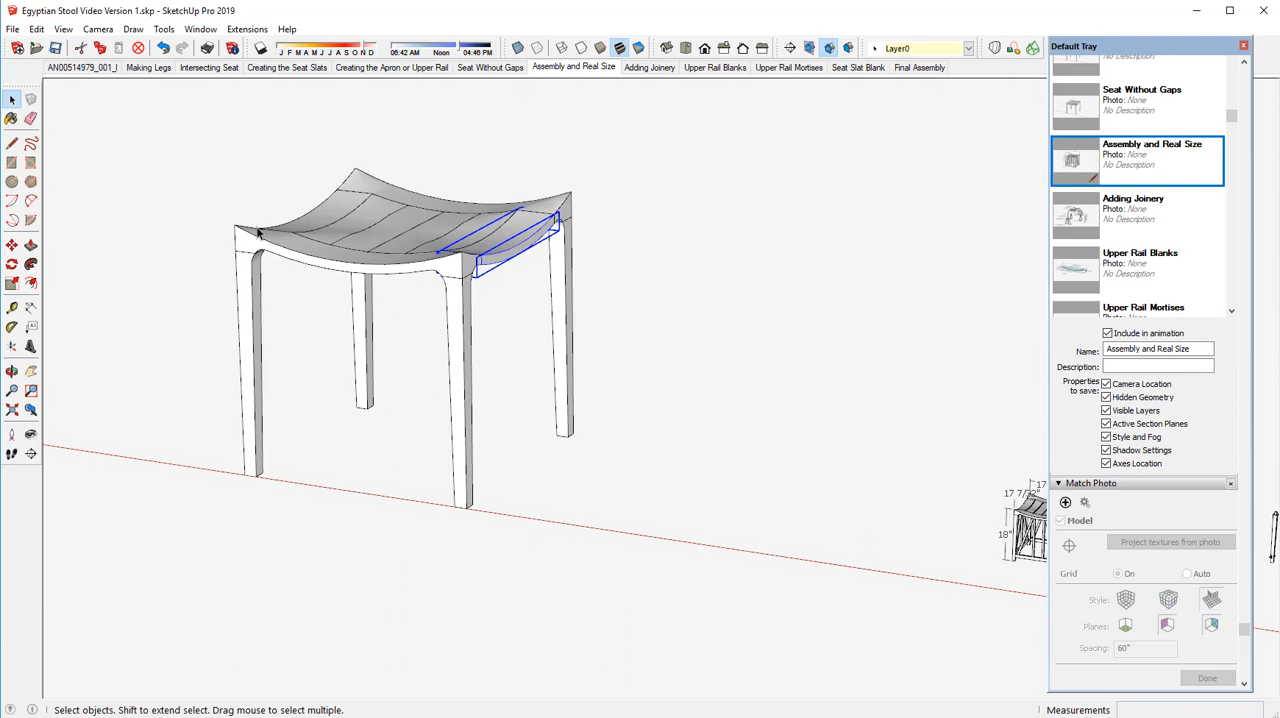 Egyptian Stool Video Version 1.skp - SketchUp Pro 2019
File Edit View Camera Draw Tools Window Extensions Help
J F M A M J J A S O N D 06:42 AM Noon 04:46 PM Layer0
AN00514979_001_l Making Legs Intersecting Seat Creating the Seat Slats Creating the Apron or Upper Rail Seat Without Gaps Assembly and Real Size Adding Joinery Upper Rail Blanks Upper Rail Mortises Seat Slat Blank Final Assembly
Default Tray
No Description
Seat Without Gaps
Photo: None
No Description
Assembly and Real Size
Photo: None
No Description
Adding Joinery
Photo: None
No Description
Upper Rail Blanks
Photo: None
No Description
Upper Rail Mortises
Include in animation
Name: Assembly and Real Size
Description:
Properties to save:
Camera Location
Hidden Geometry
Visible Layers
Active Section Planes
Style and Fog
Shadow Settings
Axes Location
Match Photo
Model
Project textures from photo
Grid On Auto
Style:
Planes:
Spacing: 60"
Done
17
17 7/32"
18"
Select objects. Shift to extend select. Drag mouse to select multiple.
Measurements